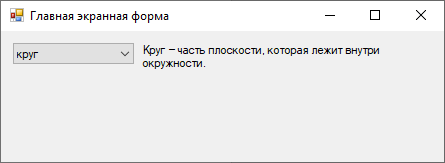 Главная экранная форма
круг
Круг – часть плоскости, которая лежит внутри
окружности.